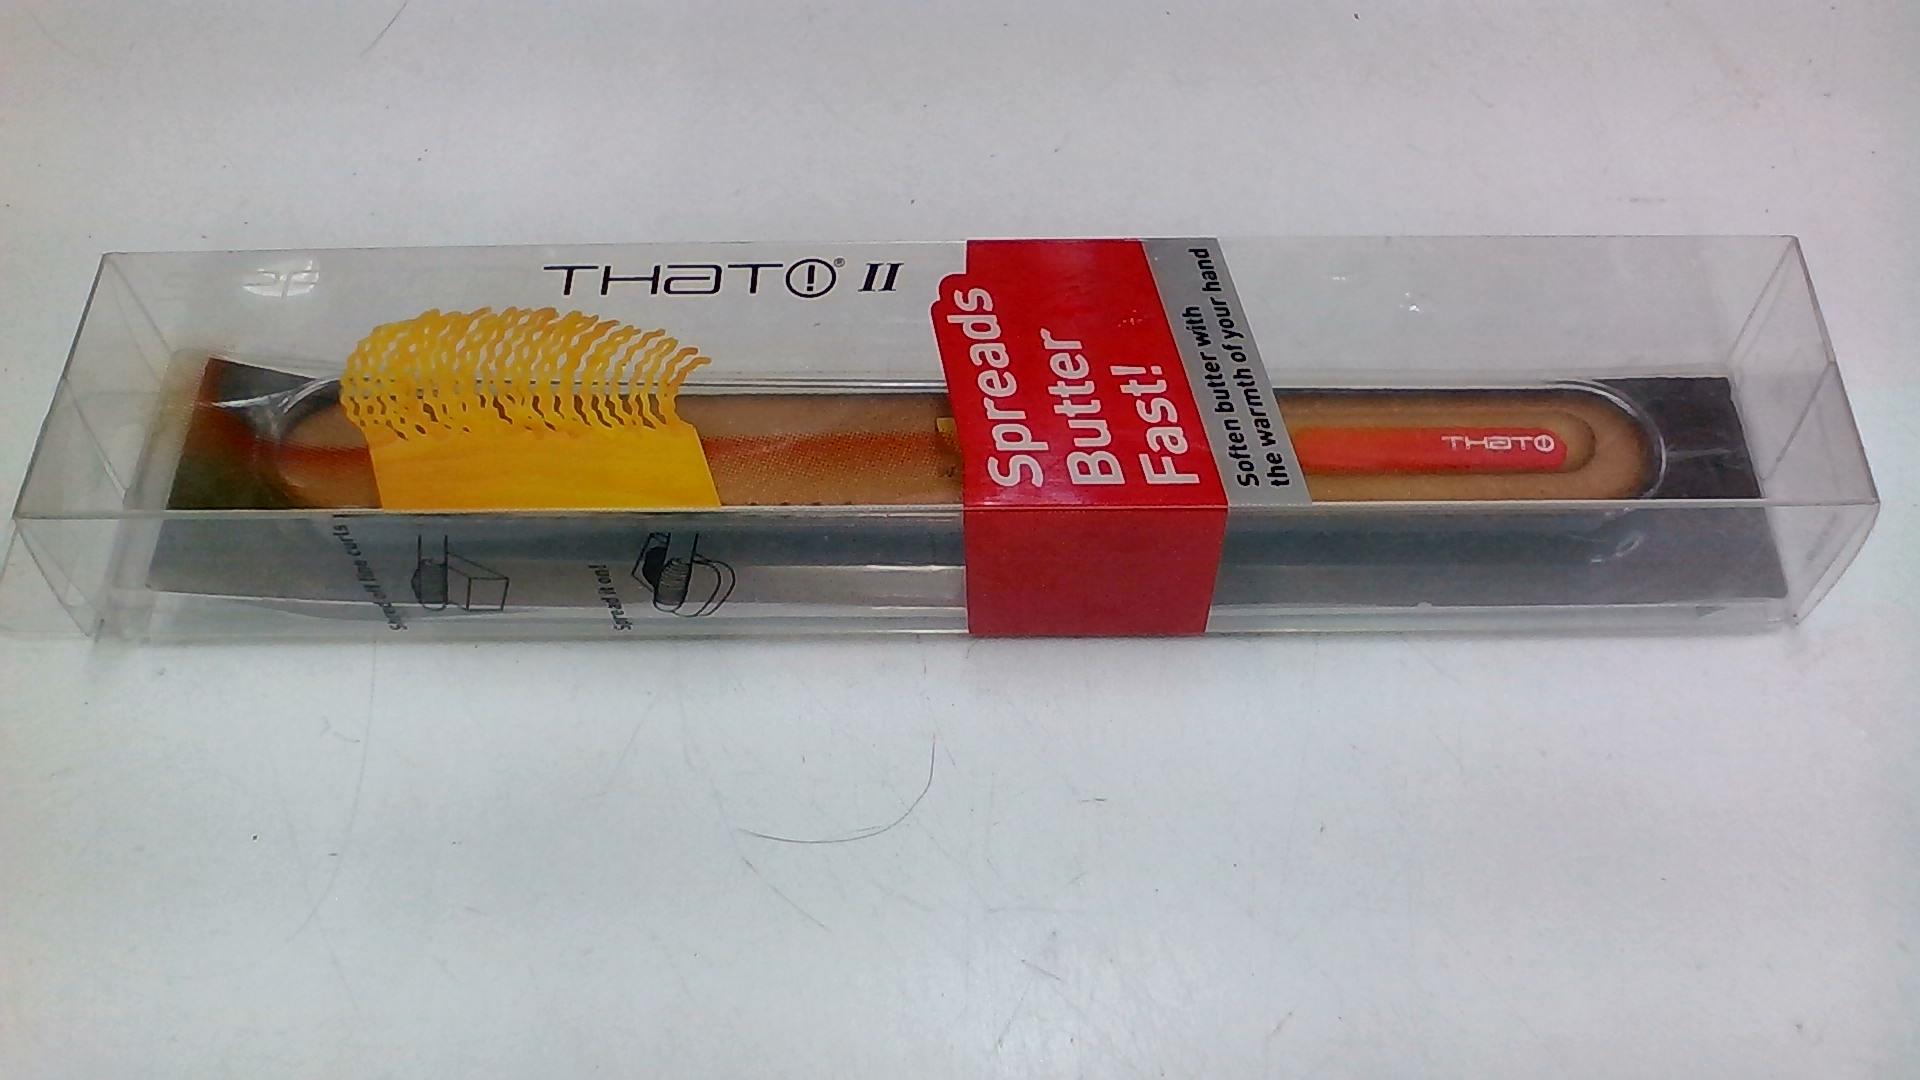 THAT!® II
Spreads
Butter
Fast!
Soften butter with
the warmth of your hand
THAT!
Spread it on!